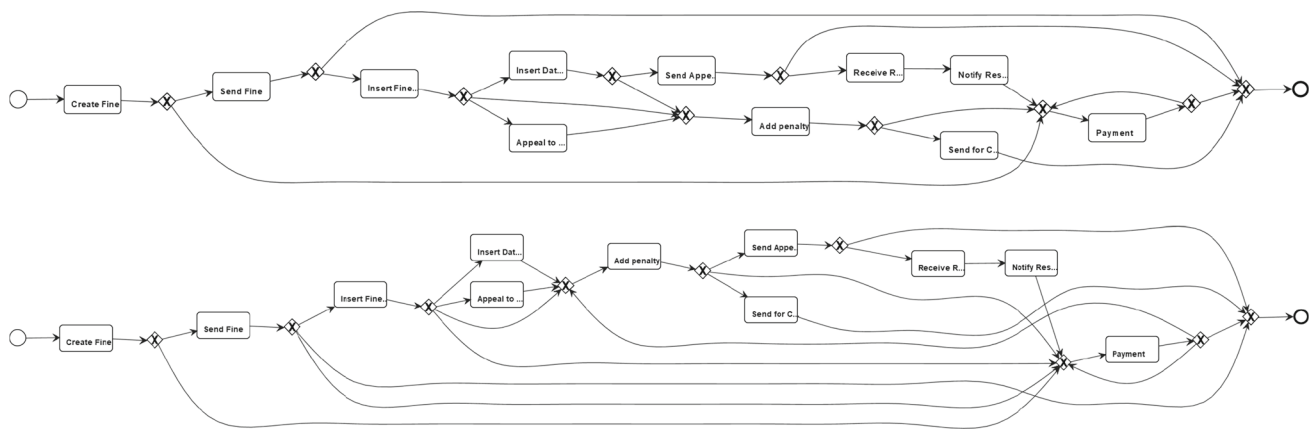 Create Fine
Send Fine
Insert Fine...
Insert Dat...
Appeal to ...
Send Appe...
Add penalty
Receive R...
Notify Res...
Send for C...
Payment
Create Fine
Send Fine
Insert Fine...
Insert Dat...
Appeal to ...
Add penalty
Send Appe...
Send for C...
Receive R...
Notify Res...
Payment